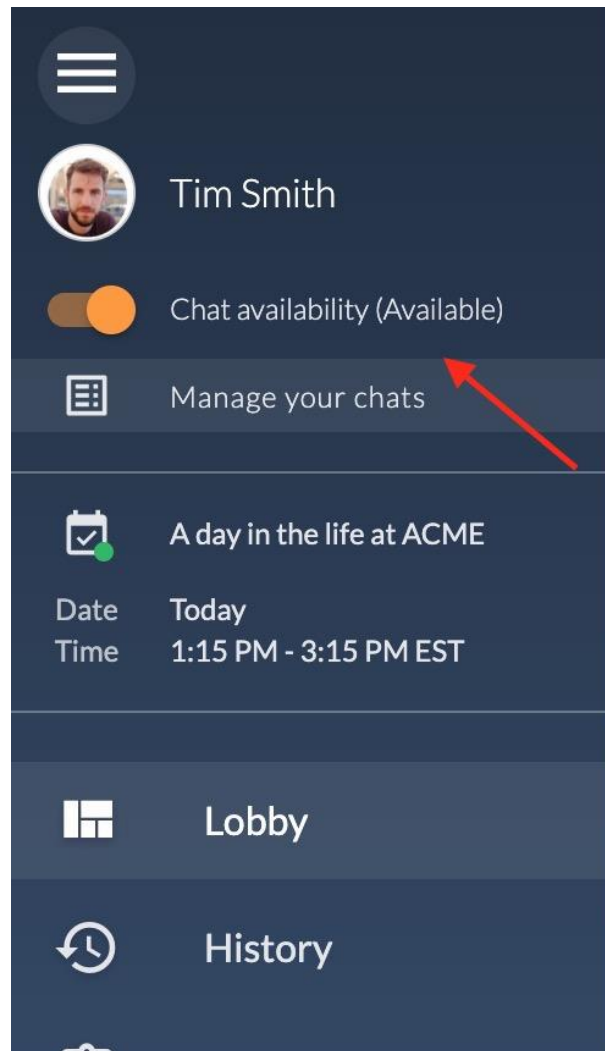 Tim Smith
Chat availability (Available)
Manage your chats
A day in the life at ACME
Date Today
Time 1:15 PM - 3:15 PM EST
Lobby
History